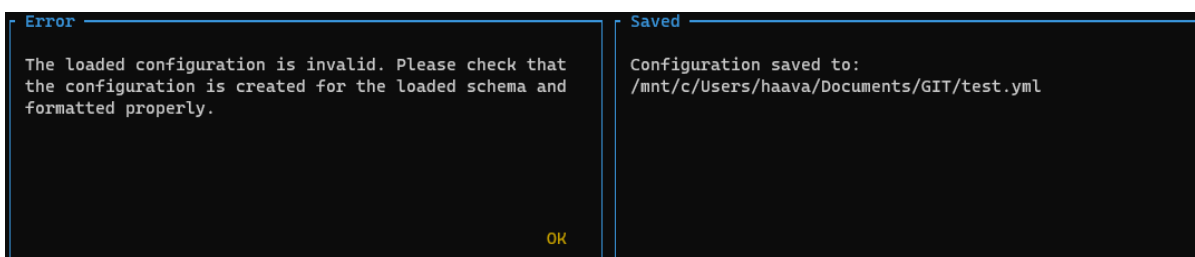 Error
The loaded configuration is invalid. Please check that
the configuration is created for the loaded schema and
formatted properly.
OK
Saved
Configuration saved to:
/mnt/c/Users/haava/Documents/GIT/test.yml